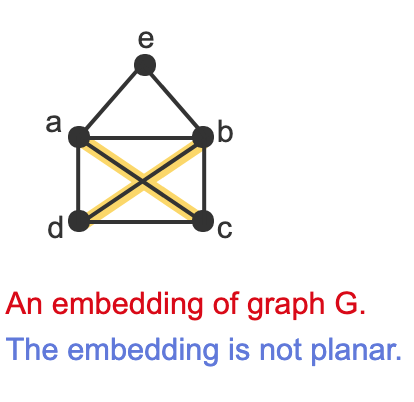 e
a b
d c
An embedding of graph G.
The embedding is not planar.